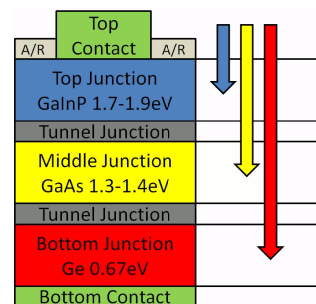 Top
Contact
A/R
A/R
Top Junction
GaInP 1.7-1.9eV
Tunnel Junction
Middle Junction
GaAs 1.3-1.4eV
Tunnel Junction
Bottom Junction
Ge 0.67eV
Bottom Contact